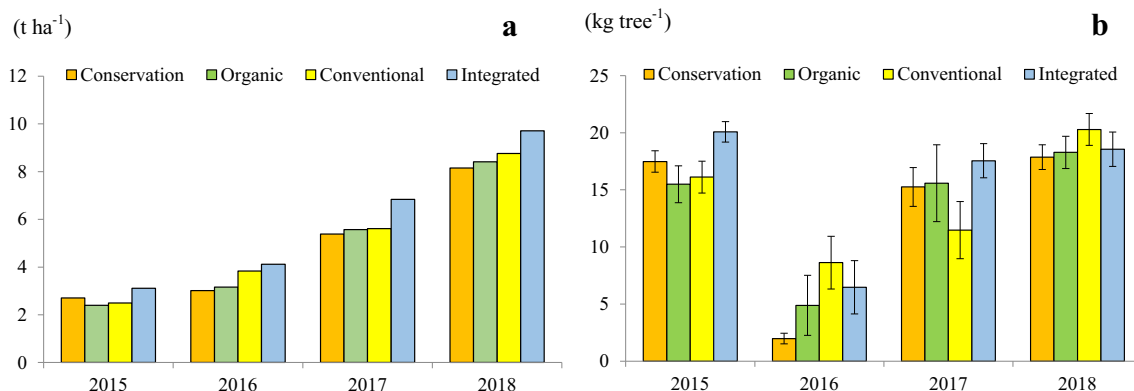 (t ha-1) a
Conservation Organic Conventional Integrated
12
10
8
6
4
2
0
2015 2016 2017 2018
(kg tree-1) b
Conservation Organic Conventional Integrated
25
20
15
10
5
0
2015 2016 2017 2018